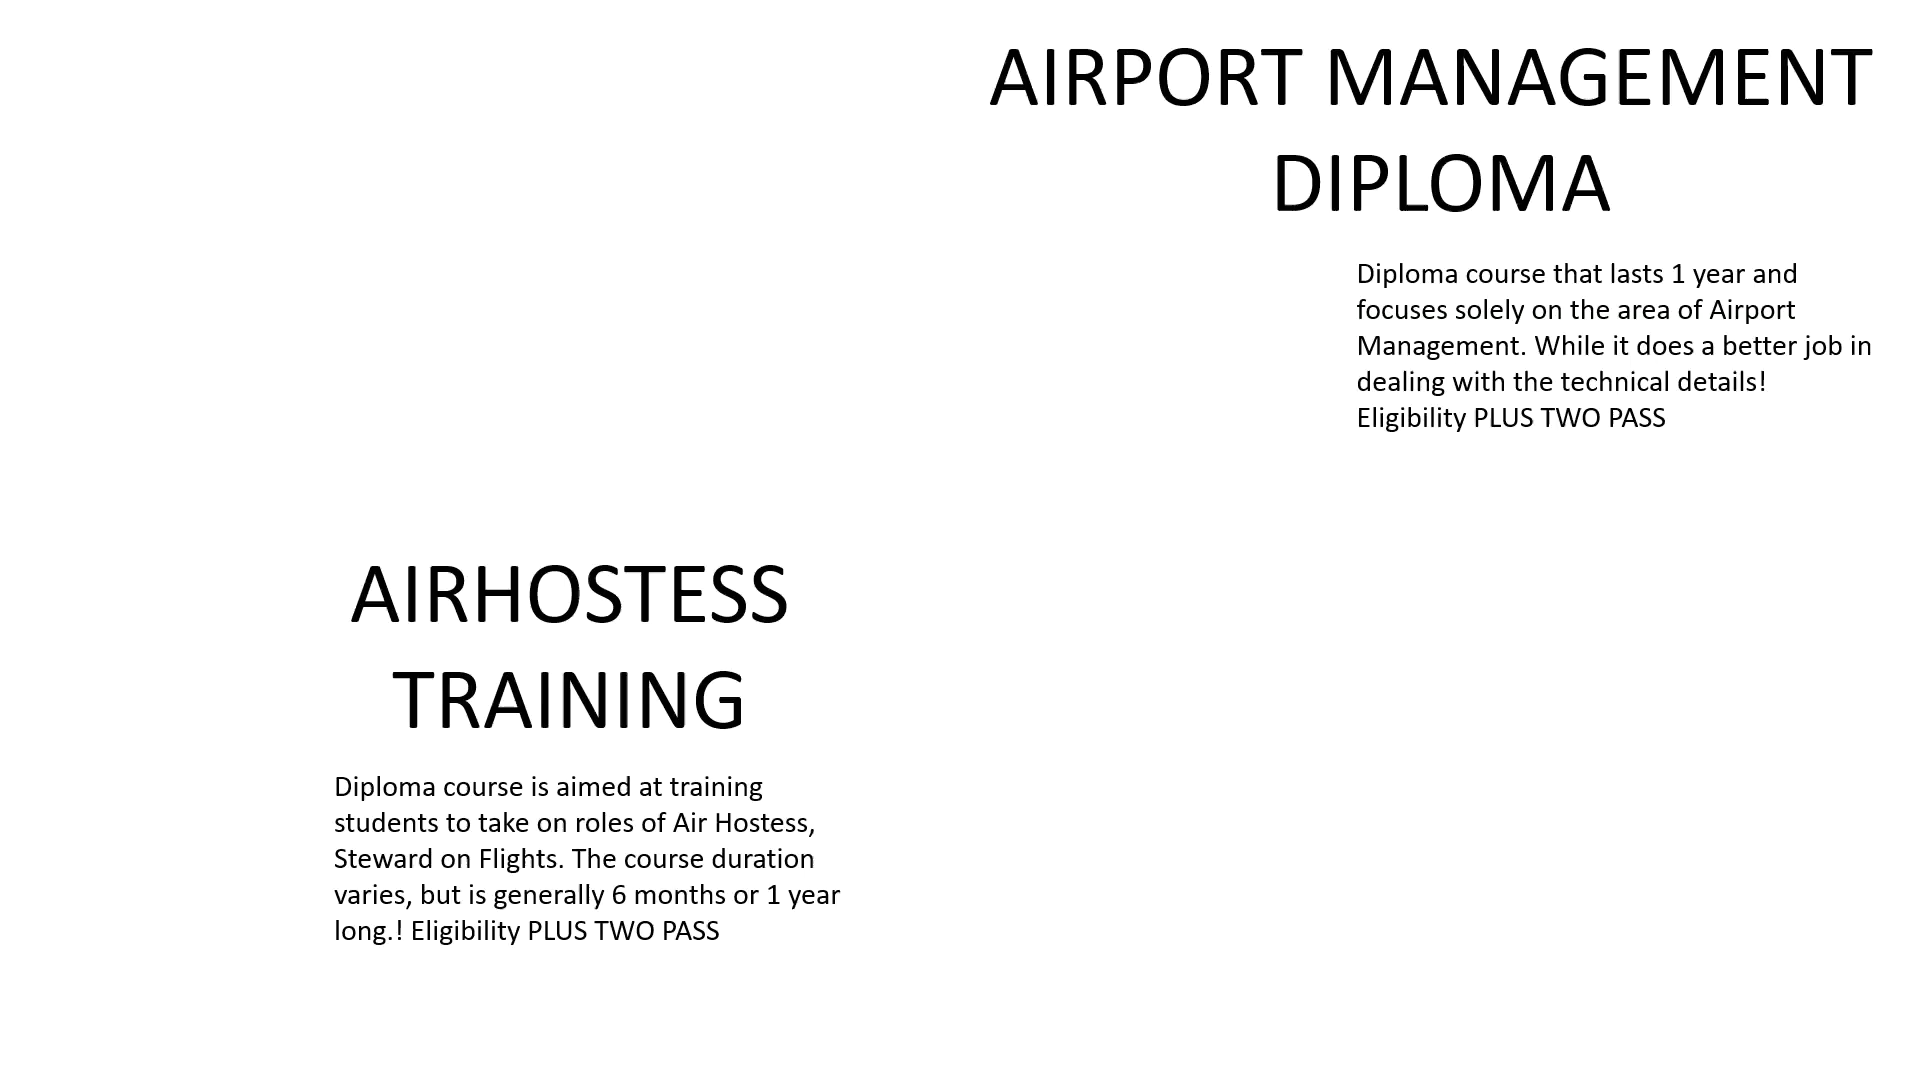 AIRPORT MANAGEMENT
DIPLOMA
Diploma course that lasts 1 year and
focuses solely on the area of Airport
Management. While it does a better job in
dealing with the technical details!
Eligibility PLUS TWO PASS
AIRHOSTESS
TRAINING
Diploma course is aimed at training
students to take on roles of Air Hostess,
Steward on Flights. The course duration
varies, but is generally 6 months or 1 year
long.! Eligibility PLUS TWO PASS